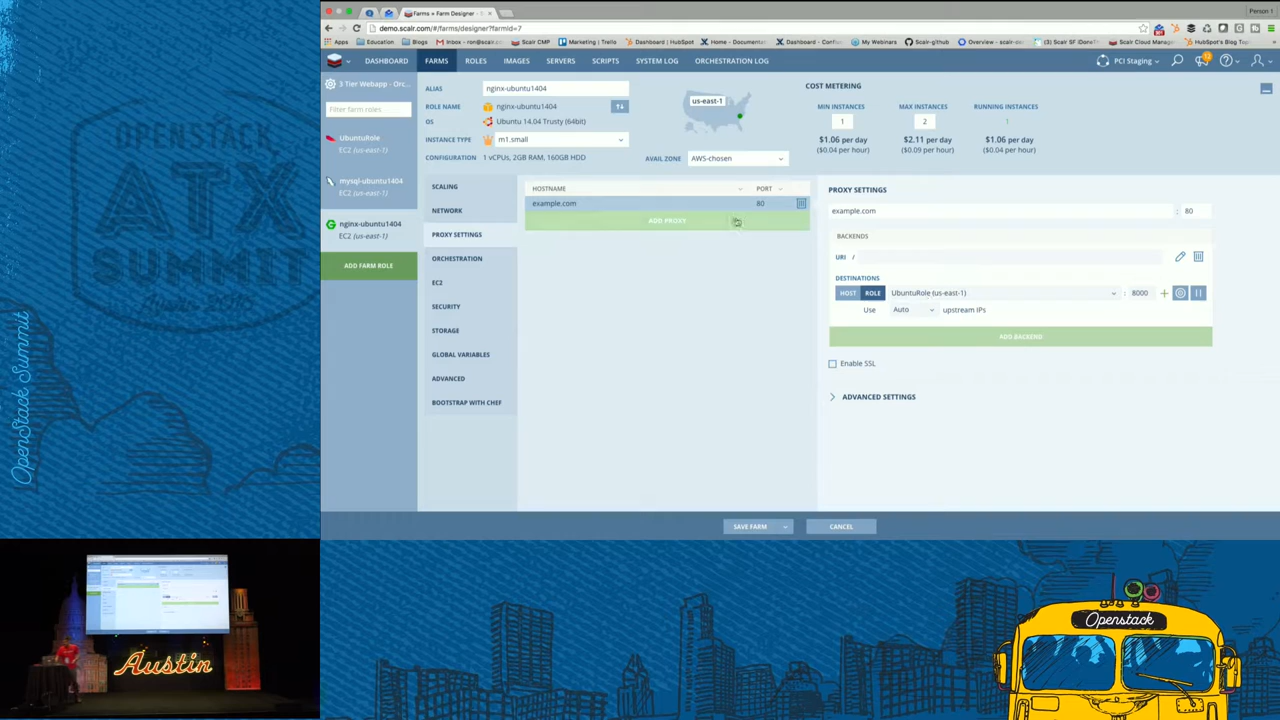 Farms » Farm Designer
Person 1
demo.scalr.com/#/farms/designer?farmId=7
Apps
Education
Blogs
Inbox - ron@scalr.co
Scalr CMP
Marketing | Trello
Dashboard | HubSpot
Home - Documentat
Dashboard - Conflu
My Webinars
Scalr-github
Overview - scalr-doc
(3) Scalr SF iDoneT
Scalr Cloud Manage
HubSpot's Blog Top
DASHBOARD
FARMS
ROLES
IMAGES
SERVERS
SCRIPTS
SYSTEM LOG
ORCHESTRATION LOG
PCI Staging
3 Tier Webapp - Orc...
Filter farm roles
UbuntuRole
EC2 (us-east-1)
mysql-ubuntu1404
EC2 (us-east-1)
nginx-ubuntu1404
EC2 (us-east-1)
ADD FARM ROLE
ALIAS
nginx-ubuntu1404
ROLE NAME
nginx-ubuntu1404
OS
Ubuntu 14.04 Trusty (64bit)
INSTANCE TYPE
m1.small
CONFIGURATION
1 vCPUs, 2GB RAM, 160GB HDD
us-east-1
AVAIL ZONE
AWS-chosen
COST METERING
MIN INSTANCES
MAX INSTANCES
RUNNING INSTANCES
1
2
1
$1.06 per day
$2.11 per day
$1.06 per day
($0.04 per hour)
($0.09 per hour)
($0.04 per hour)
SCALING
NETWORK
PROXY SETTINGS
ORCHESTRATION
EC2
SECURITY
STORAGE
GLOBAL VARIABLES
ADVANCED
BOOTSTRAP WITH CHEF
HOSTNAME
PORT
example.com
80
ADD PROXY
PROXY SETTINGS
example.com
: 80
BACKENDS
URI /
DESTINATIONS
HOST
ROLE
UbuntuRole (us-east-1)
: 8000
Use Auto upstream IPs
ADD BACKEND
Enable SSL
ADVANCED SETTINGS
SAVE FARM
CANCEL
OpenStack Summit
Austin
Openstack